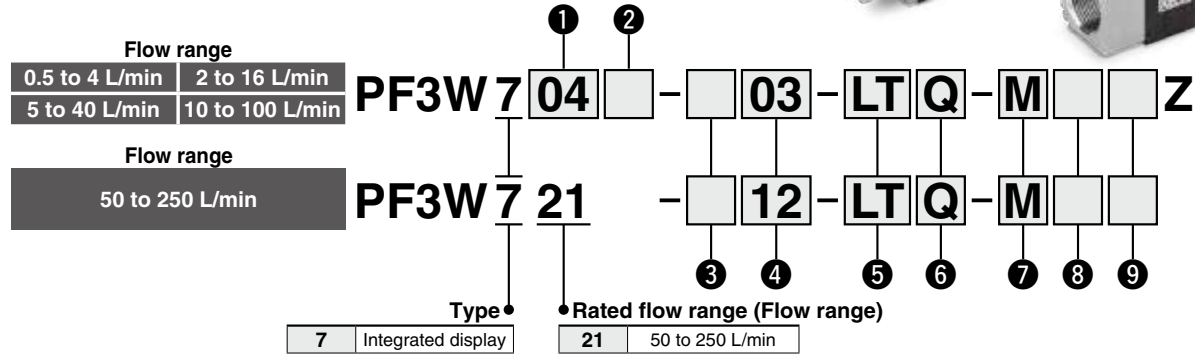 ❶ ❷
Flow range
0.5 to 4 L/min 2 to 16 L/min
5 to 40 L/min 10 to 100 L/min
PF3W 7 04 – 03 – LT Q – M Z
Flow range
50 to 250 L/min
PF3W 7 21 – 12 – LT Q – M
❸ ❹ ❺ ❻ ❼ ❽ ❾
Type Rated flow range (Flow range)
7 Integrated display 21 50 to 250 L/min